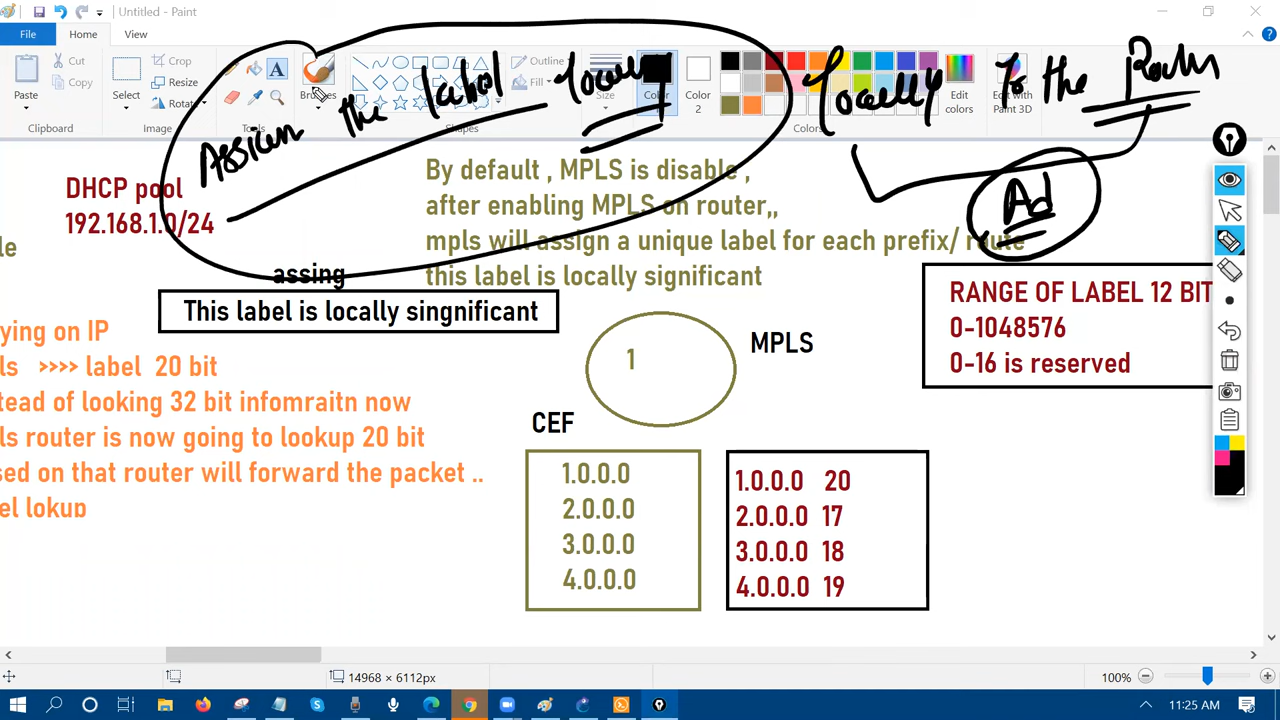 Untitled - Paint
File
Home
View
Paste
Cut
Copy
Clipboard
Select
Crop
Resize
Rotate
Image
Tools
Brushes
Shapes
Outline
Fill
Size
Color
Color
2
Colors
Edit
colors
Edit with
Paint 3D
Assign the label locally
Locally to the Router
Ad
DHCP pool
192.168.1.0/24
By default , MPLS is disable ,
after enabling MPLS on router,,
mpls will assign a unique label for each prefix/ route
this label is locally significant
le
assing
This label is locally singnificant
RANGE OF LABEL 12 BIT
0-1048576
0-16 is reserved
ying on IP
ls >>>> label 20 bit
tead of looking 32 bit infomraitn now
ls router is now going to lookup 20 bit
sed on that router will forward the packet ..
el lokup
1
MPLS
CEF
1.0.0.0
2.0.0.0
3.0.0.0
4.0.0.0
1.0.0.0 20
2.0.0.0 17
3.0.0.0 18
4.0.0.0 19
14968 × 6112px
100%
11:25 AM